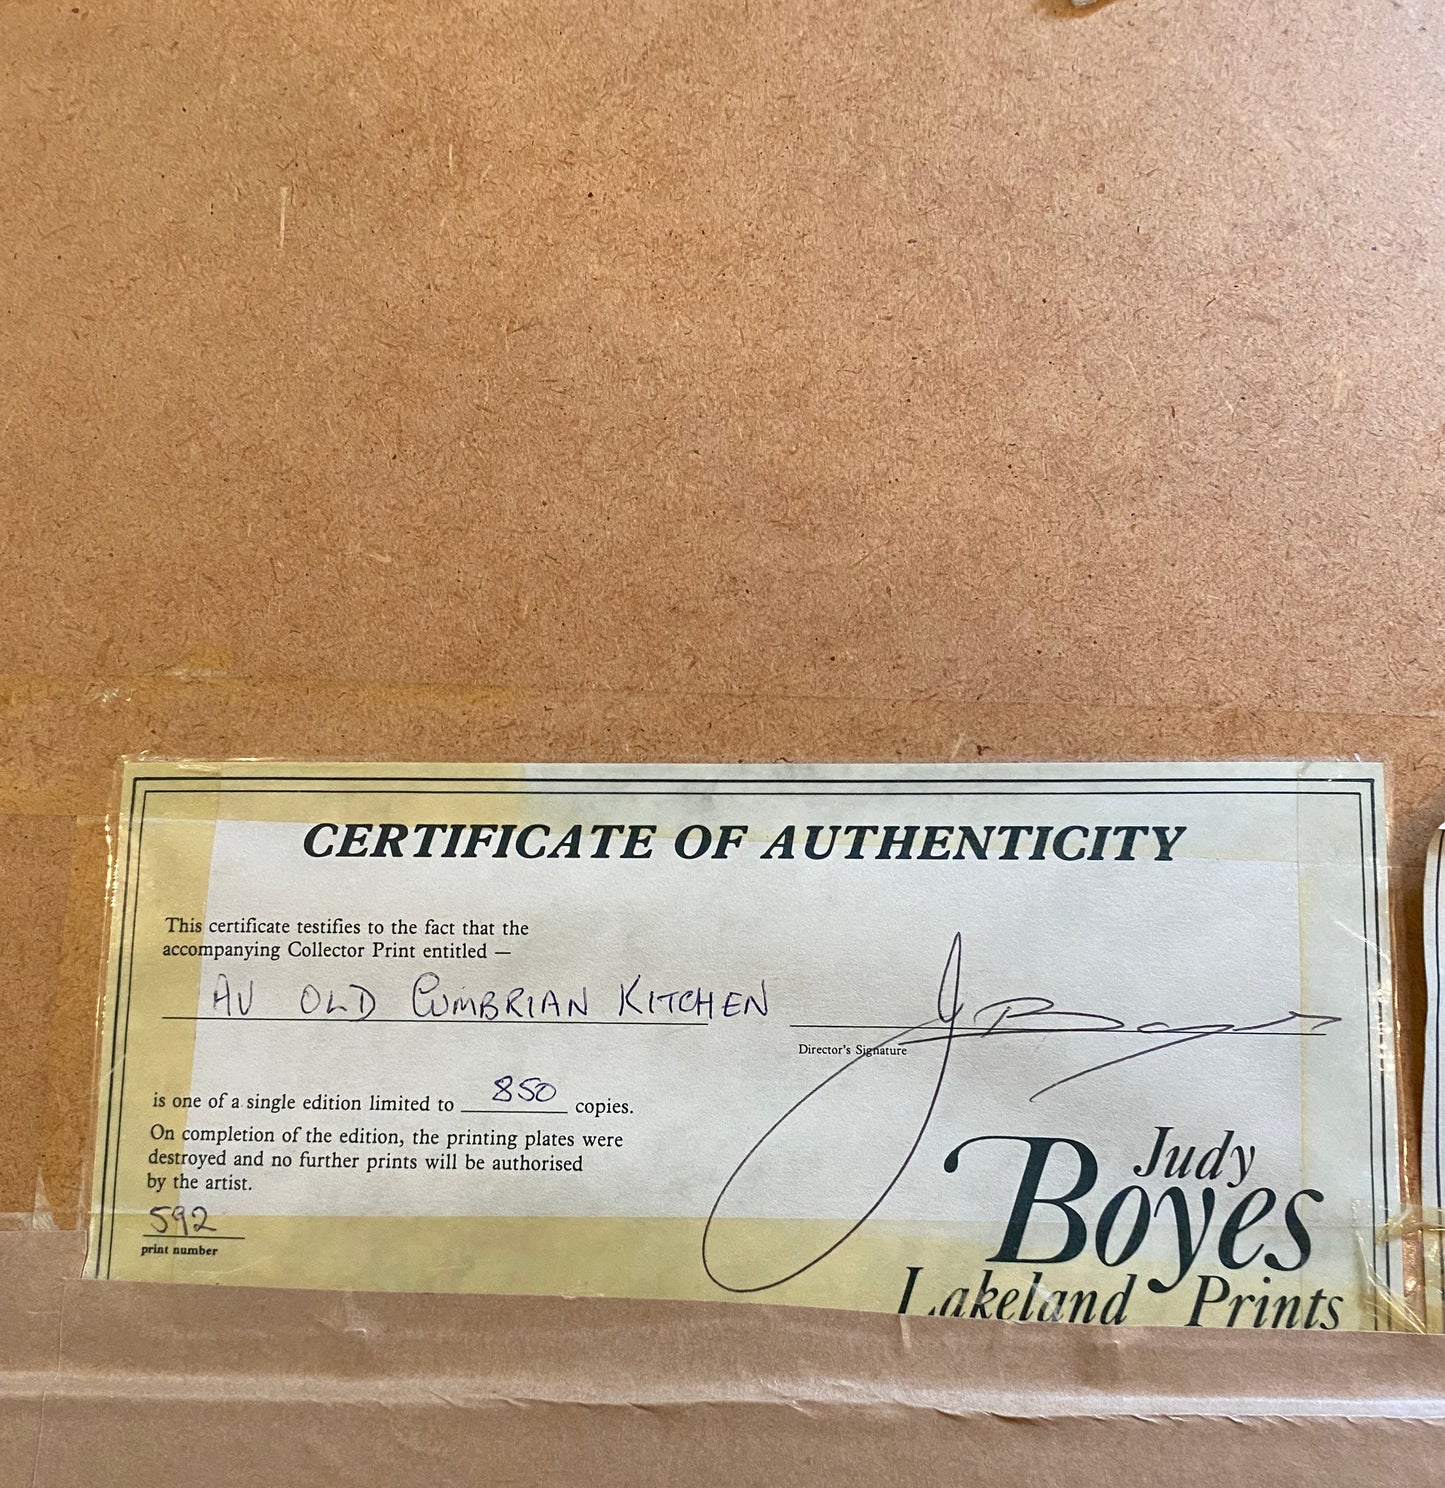 CERTIFICATE OF AUTHENTICITY
This certificate testifies to the fact that the
accompanying Collector Print entitled —
AN OLD CUMBRIAN KITCHEN
Director's Signature
is one of a single edition limited to 850 copies.
On completion of the edition, the printing plates were
destroyed and no further prints will be authorised
by the artist.
592
print number
Judy
Boyes
Lakeland Prints